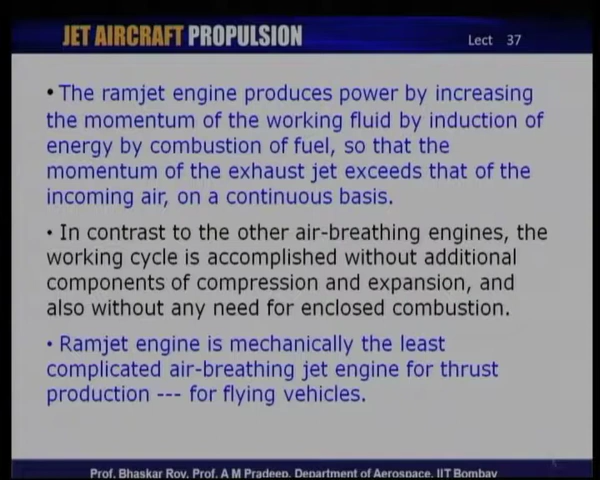 JET AIRCRAFT PROPULSION
Lect 37
• The ramjet engine produces power by increasing
the momentum of the working fluid by induction of
energy by combustion of fuel, so that the
momentum of the exhaust jet exceeds that of the
incoming air, on a continuous basis.
• In contrast to the other air-breathing engines, the
working cycle is accomplished without additional
components of compression and expansion, and
also without any need for enclosed combustion.
• Ramjet engine is mechanically the least
complicated air-breathing jet engine for thrust
production --- for flying vehicles.
Prof. Bhaskar Roy, Prof. A M Pradeep, Department of Aerospace, IIT Bombay